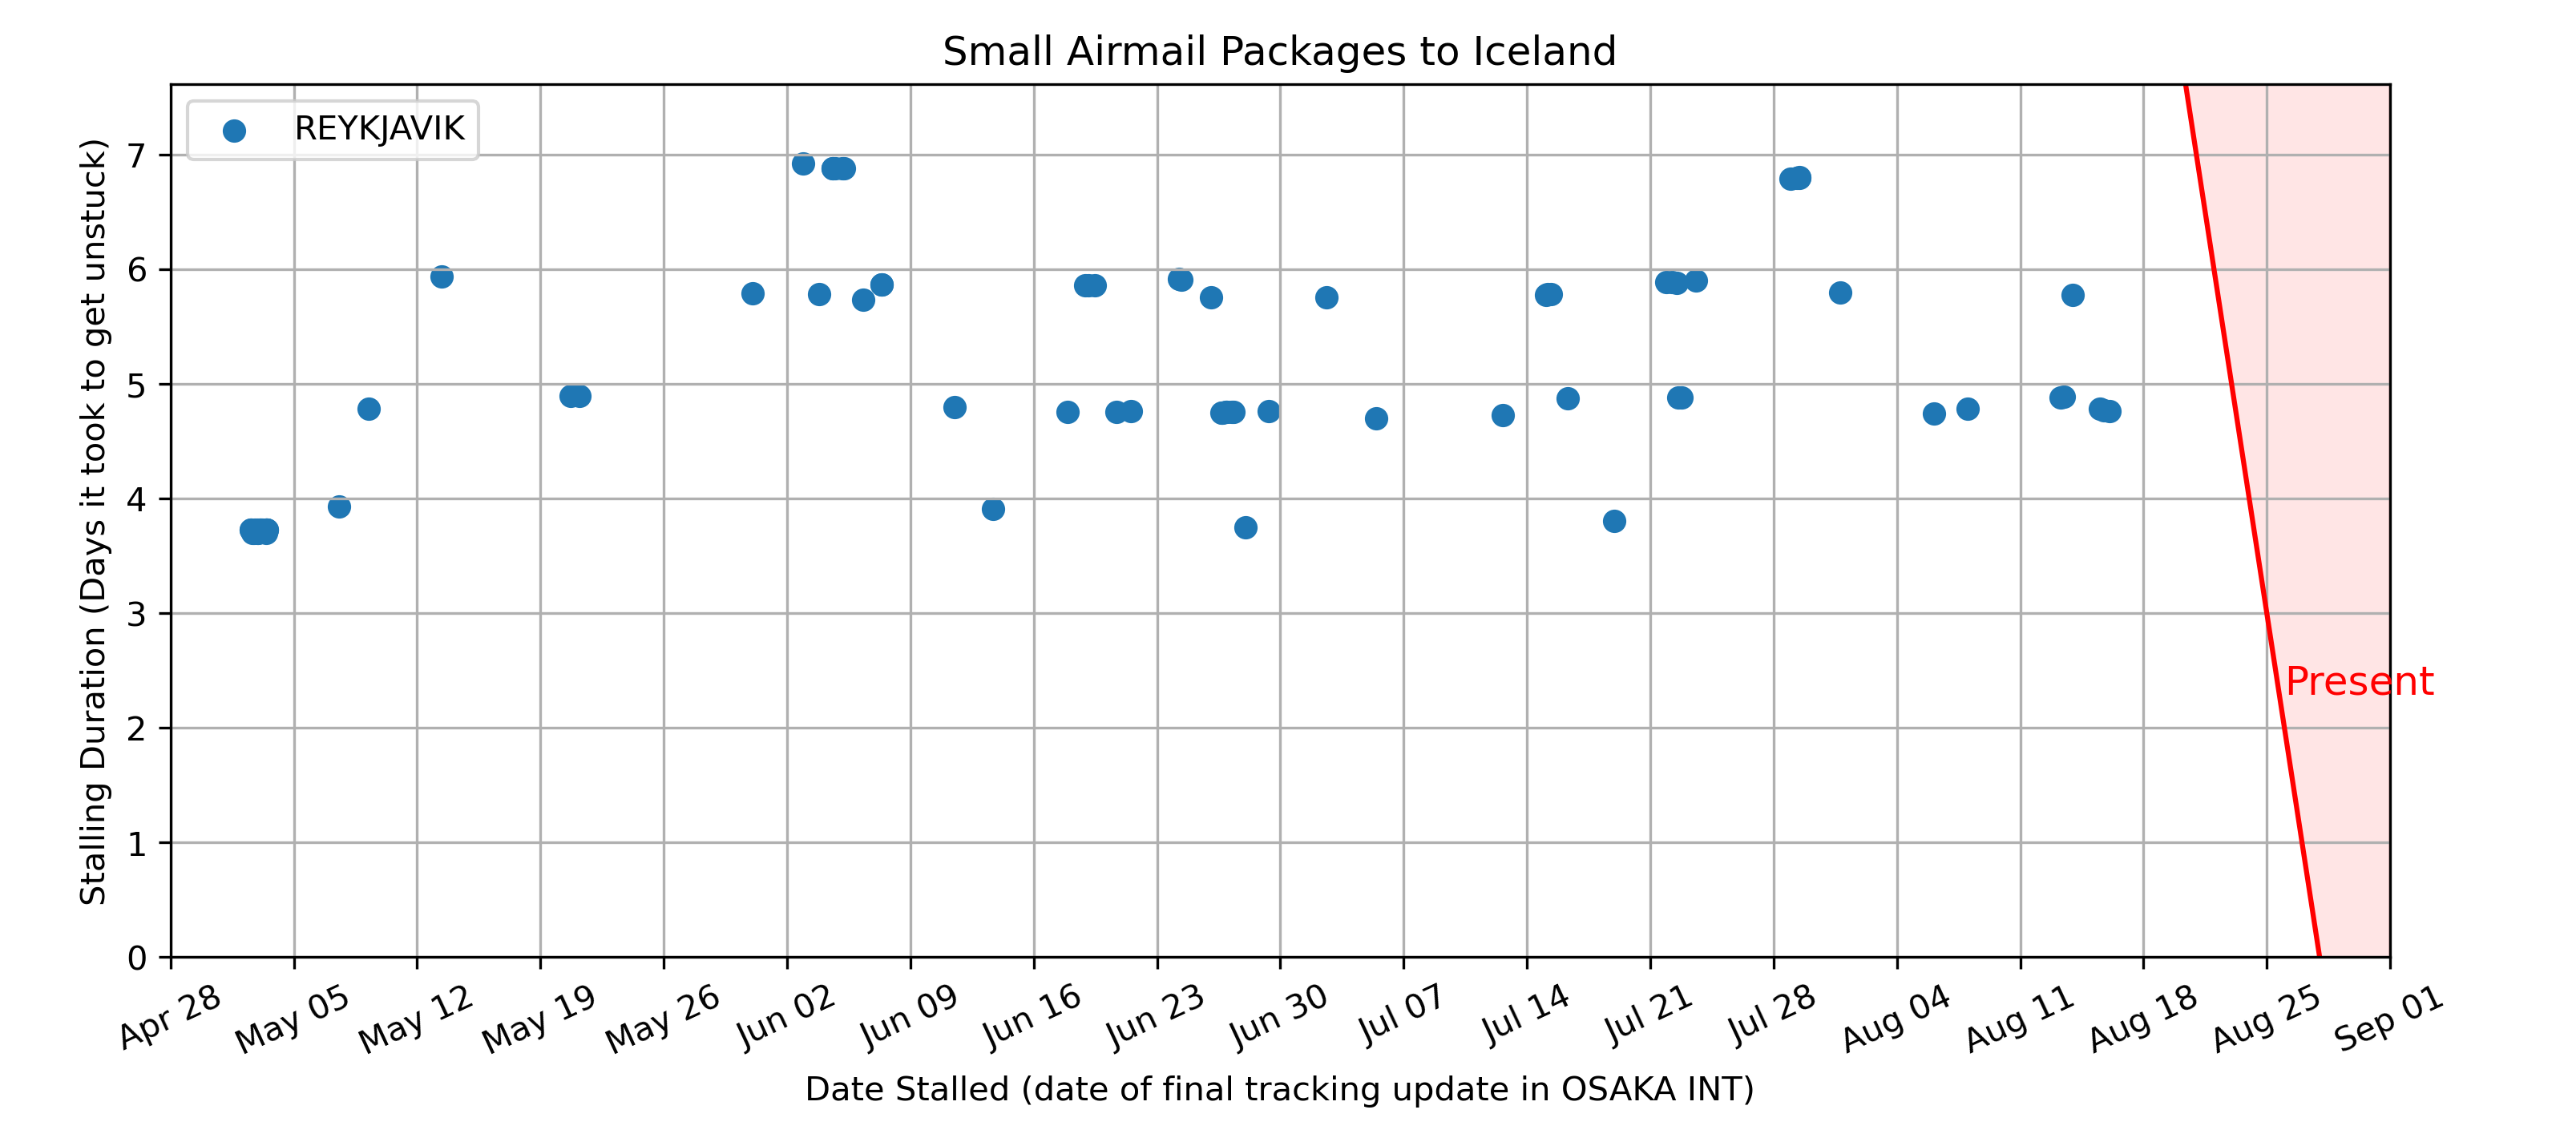 Small Airmail Packages to Iceland
REYKJAVIK
Stalling Duration (Days it took to get unstuck)
7
6
5
4
3
2
1
0
Present
Apr 28 May 05 May 12 May 19 May 26 Jun 02 Jun 09 Jun 16 Jun 23 Jun 30 Jul 07 Jul 14 Jul 21 Jul 28 Aug 04 Aug 11 Aug 18 Aug 25 Sep 01
Date Stalled (date of final tracking update in OSAKA INT)